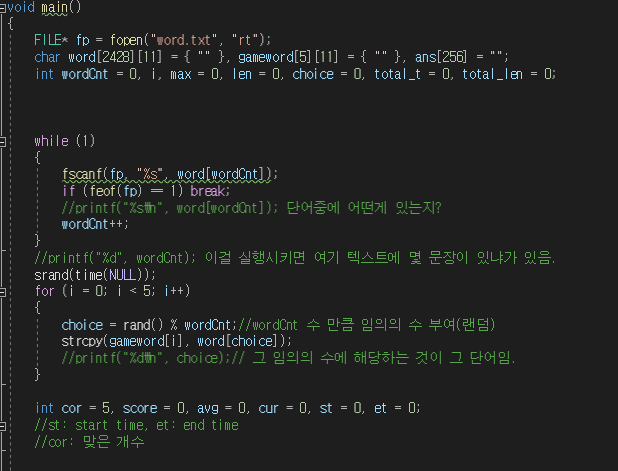 void main()
{
FILE* fp = fopen("word.txt", "rt");
char word[2428][11] = { "" }, gameword[5][11] = { "" }, ans[256] = "";
int wordCnt = 0, i, max = 0, len = 0, choice = 0, total_t = 0, total_len = 0;
while (1)
{
fscanf(fp, "%s", word[wordCnt]);
if (feof(fp) == 1) break;
//printf("%s₩n", word[wordCnt]); 단어중에 어떤게 있는지?
wordCnt++;
}
//printf("%d", wordCnt); 이걸 실행시키면 여기 텍스트에 몇 문장이 있냐가 있음.
srand(time(NULL));
for (i = 0; i < 5; i++)
{
choice = rand() % wordCnt;//wordCnt 수 만큼 임의의 수 부여(랜덤)
strcpy(gameword[i], word[choice]);
//printf("%d₩n", choice);// 그 임의의 수에 해당하는 것이 그 단어임.
}
int cor = 5, score = 0, avg = 0, cur = 0, st = 0, et = 0;
//st: start time, et: end time
//cor: 맞은 개수